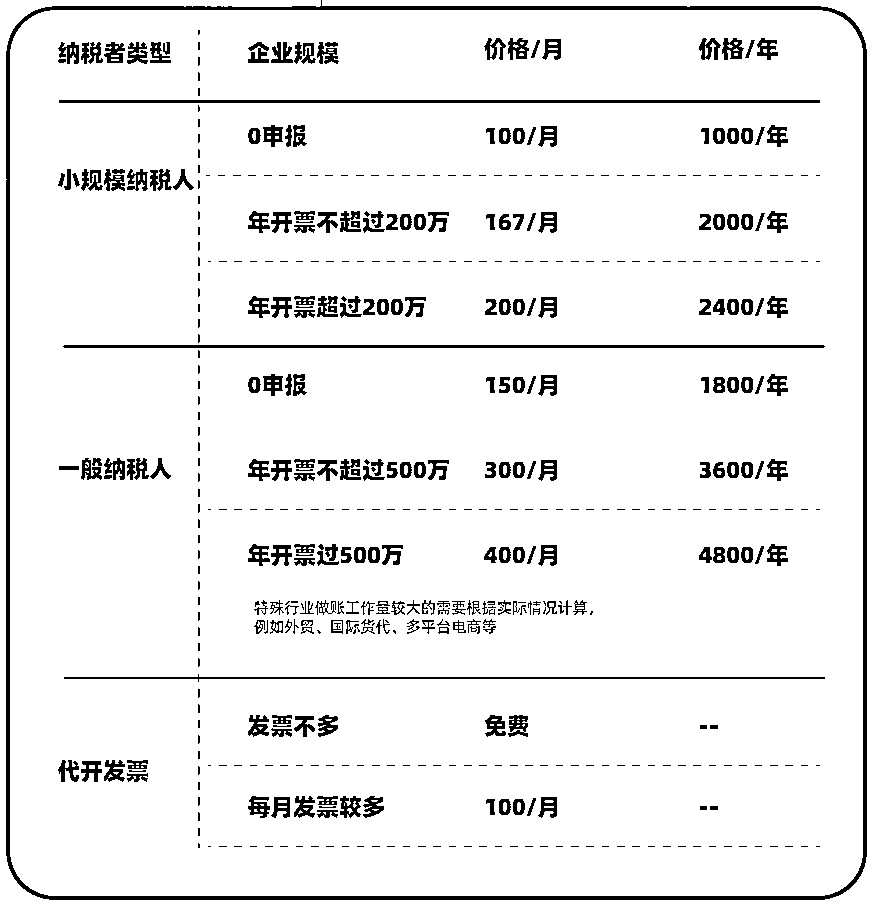 纳税者类型 企业规模 价格/月 价格/年
0申报 100/月 1000/年
小规模纳税人
年开票不超过200万 167/月 2000/年
年开票超过200万 200/月 2400/年
0申报 150/月 1800/年
一般纳税人 年开票不超过500万 300/月 3600/年
年开票过500万 400/月 4800/年
特殊行业做账工作量较大的需要根据实际情况计算，
例如外贸、国际货代、多平台电商等
发票不多 免费 --
代开发票
每月发票较多 100/月 --